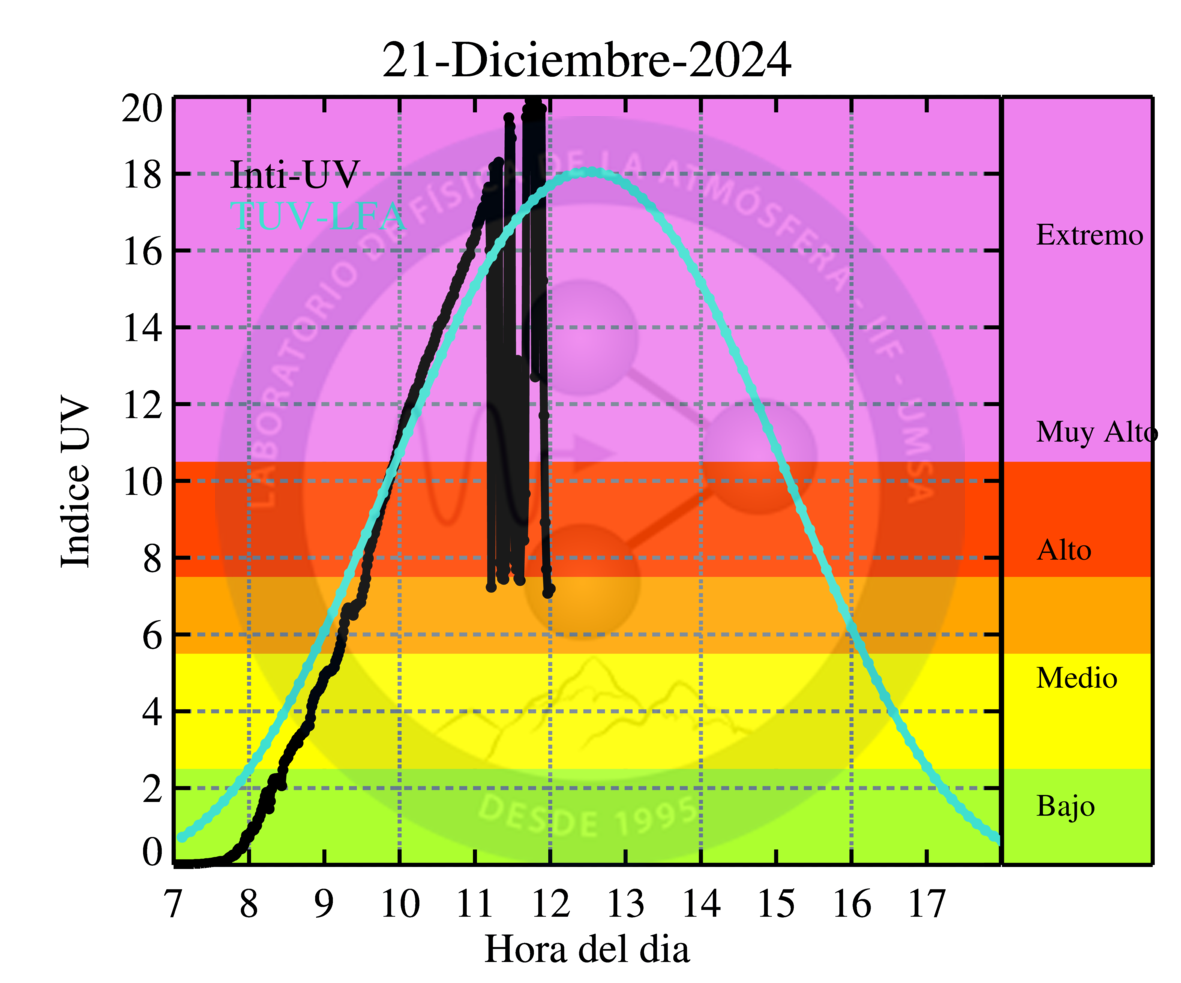 21-Diciembre-2024
Inti-UV
TUV-LFA
Indice UV
20
18
16
14
12
10
8
6
4
2
0
7 8 9 10 11 12 13 14 15 16 17
Hora del dia
Extremo
Muy Alto
Alto
Medio
Bajo
LABORATORIO DE FÍSICA DE LA ATMÓSFERA - IIF - UMSA
DESDE 1995